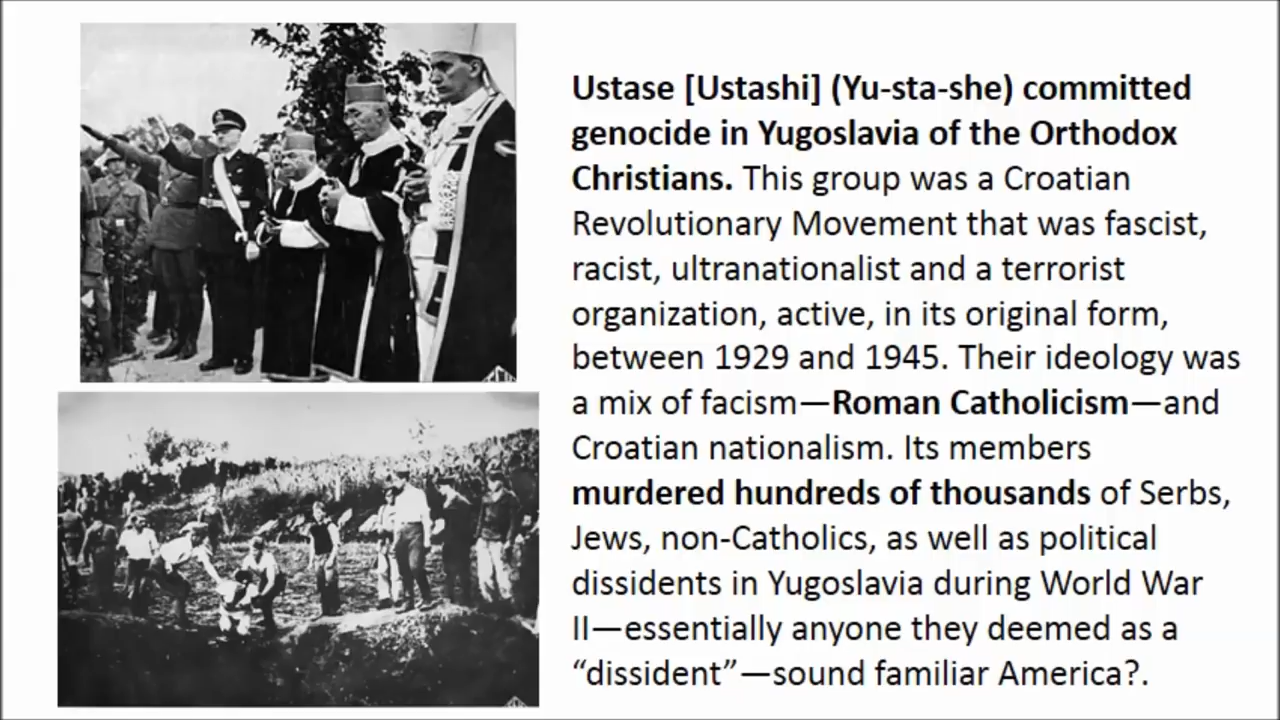 Ustase [Ustashi] (Yu-sta-she) committed
genocide in Yugoslavia of the Orthodox
Christians. This group was a Croatian
Revolutionary Movement that was fascist,
racist, ultranationalist and a terrorist
organization, active, in its original form,
between 1929 and 1945. Their ideology was
a mix of facism—Roman Catholicism—and
Croatian nationalism. Its members
murdered hundreds of thousands of Serbs,
Jews, non-Catholics, as well as political
dissidents in Yugoslavia during World War
II—essentially anyone they deemed as a
“dissident”—sound familiar America?.